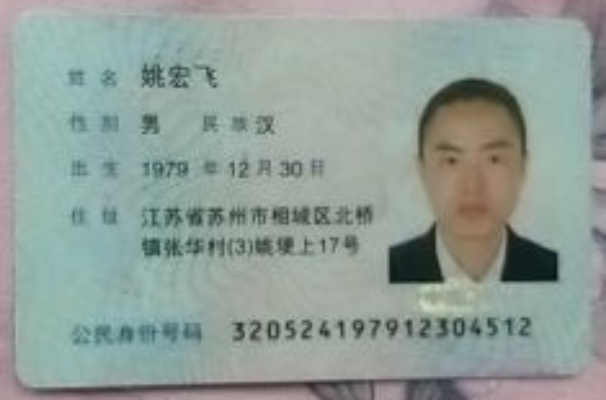 姓名 姚宏飞
性别 男 民族 汉
出生 1979 年 12 月 30 日
住址 江苏省苏州市相城区北桥
镇张华村(3)姚埂上17号
公民身份号码 320524197912304512